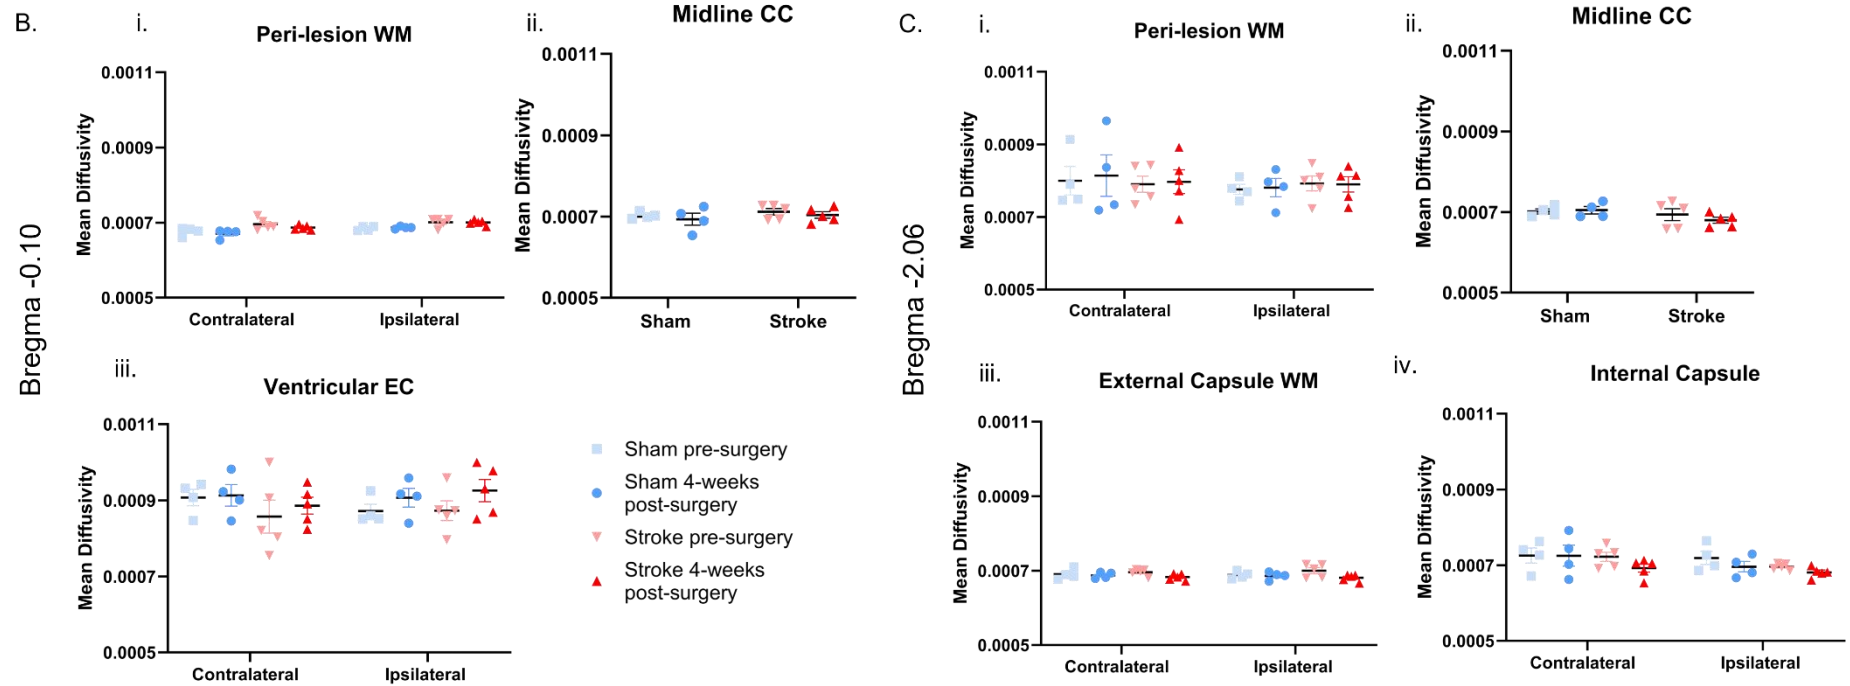 B.
Bregma -0.10
i.
Peri-lesion WM
Mean Diffusivity
0.0011
0.0009
0.0007
0.0005
Contralateral
Ipsilateral
ii.
Midline CC
Mean Diffusivity
0.0011
0.0009
0.0007
0.0005
Sham
Stroke
iii.
Ventricular EC
Mean Diffusivity
0.0011
0.0009
0.0007
0.0005
Contralateral
Ipsilateral
Sham pre-surgery
Sham 4-weeks
post-surgery
Stroke pre-surgery
Stroke 4-weeks
post-surgery
C.
Bregma -2.06
i.
Peri-lesion WM
Mean Diffusivity
0.0011
0.0009
0.0007
0.0005
Contralateral
Ipsilateral
ii.
Midline CC
Mean Diffusivity
0.0011
0.0009
0.0007
0.0005
Sham
Stroke
iii.
External Capsule WM
Mean Diffusivity
0.0011
0.0009
0.0007
0.0005
Contralateral
Ipsilateral
iv.
Internal Capsule
Mean Diffusivity
0.0011
0.0009
0.0007
0.0005
Contralateral
Ipsilateral